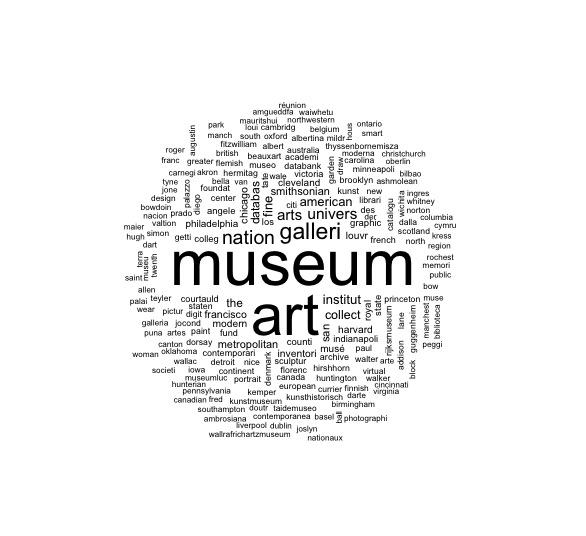 réunion
amgueddfa waiwhetu
mauritshui northwestern
park loui cambridg belgium ontario
augustin manch south oxford albertina mildr hous smart
fitzwilliam albert australia thyssenbornemisza
roger british beauxart academi moderna christchurch
franc greater flemish museo databank garden draw carolina oberlin
carnegi akron hermitag tate wale victoria minneapoli
tyne bella van cleveland brooklyn ashmolean bilbao
jone palazzo foundat chicago databas fine smithsonian kunst new ingres
design diego center citi american librari catalogu wichita whitney
bowdoin angele arts univers des norton
nacion prado los der columbia
maier valtion philadelphia galleri graphic dalla cymru
hugh simon getti colleg nation louvr french scotland kress
dart north region
terra museu twenth museum rochest
saint memori
public
allen bow
palai teyler courtauld the art institut royal state princeton muse
wear staten collect lane guggenheim manchest biblioteca
pictur digit francisco san rijksmuseum
galleria jocond modern harvard
puna artes paint fund indianapoli peggi
canton dorsay metropolitan counti musé paul
woman oklahoma contemporari inventori archive walter arte addison block
wallac detroit nice denmark sculptur hirshhorn
societi iowa continent florenc virtual
museumluc portrait canada huntington walker
hunterian european currier finnish cincinnati
pennsylvania kemper kunsthistorisch darte virginia
canadian fred kunstmuseum birmingham
southampton doutr taidemuseo ball
ambrosiana contemporanea basel photographi
liverpool dublin joslyn
wallrafrichartzmuseum nationaux